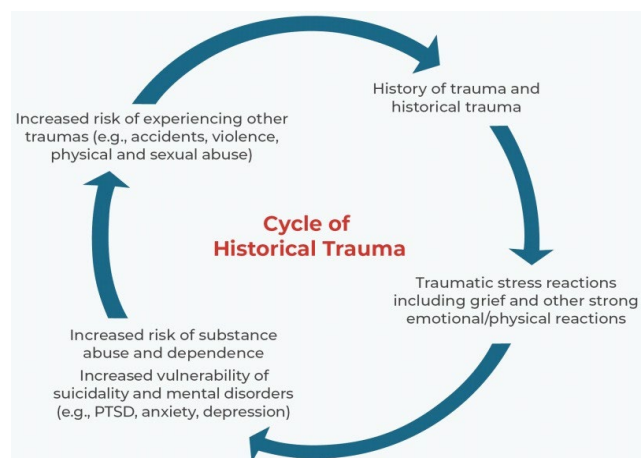 Cycle of
Historical Trauma
History of trauma and
historical trauma
Traumatic stress reactions
including grief and other strong
emotional/physical reactions
Increased risk of substance
abuse and dependence
Increased vulnerability of
suicidality and mental disorders
(e.g., PTSD, anxiety, depression)
Increased risk of experiencing other
traumas (e.g., accidents, violence,
physical and sexual abuse)